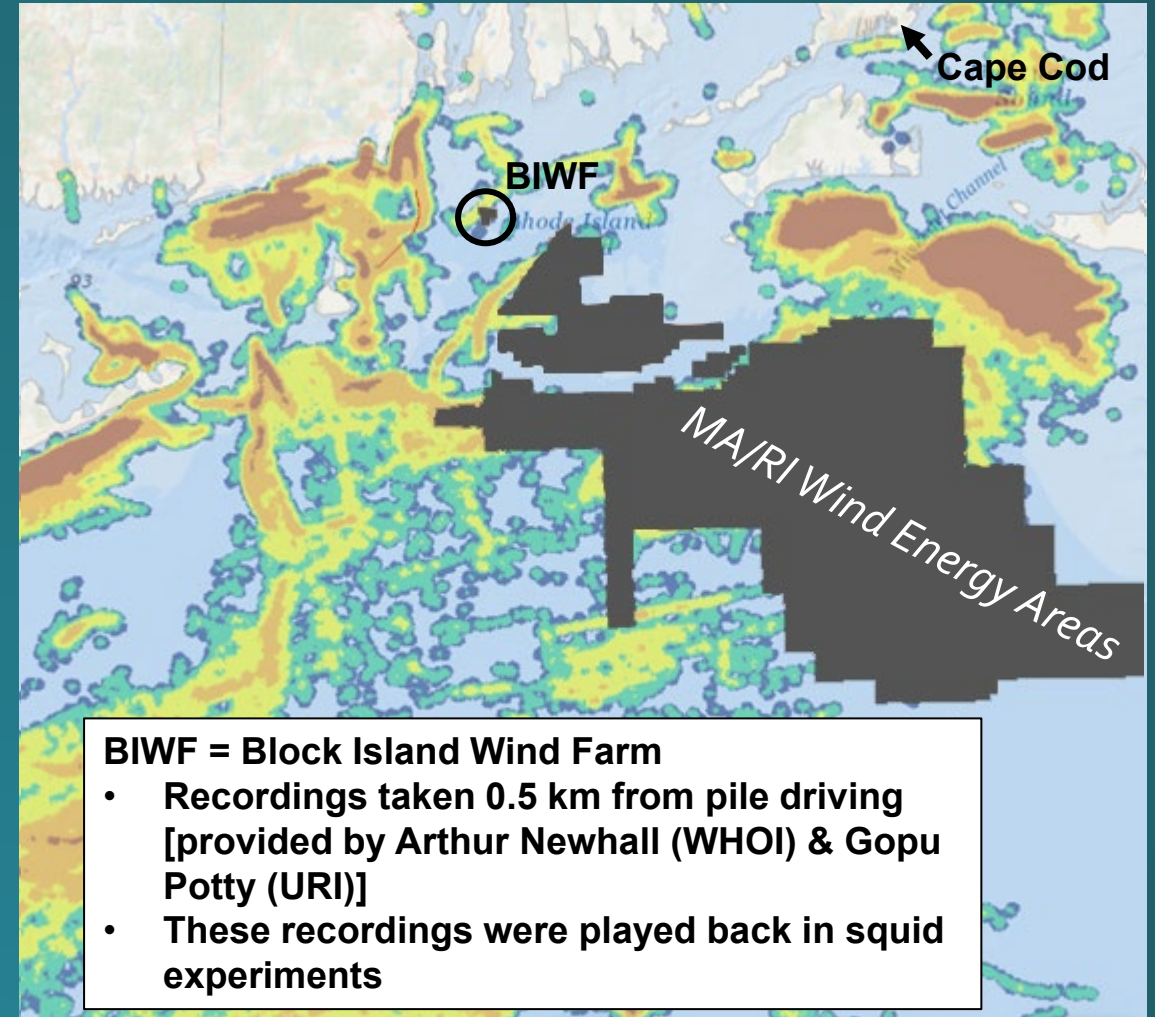 Cape Cod
Sound
BIWF
Rhode Island
Channel
93
MA/RI Wind Energy Areas
BIWF = Block Island Wind Farm
• Recordings taken 0.5 km from pile driving
[provided by Arthur Newhall (WHOI) & Gopu
Potty (URI)]
• These recordings were played back in squid
experiments